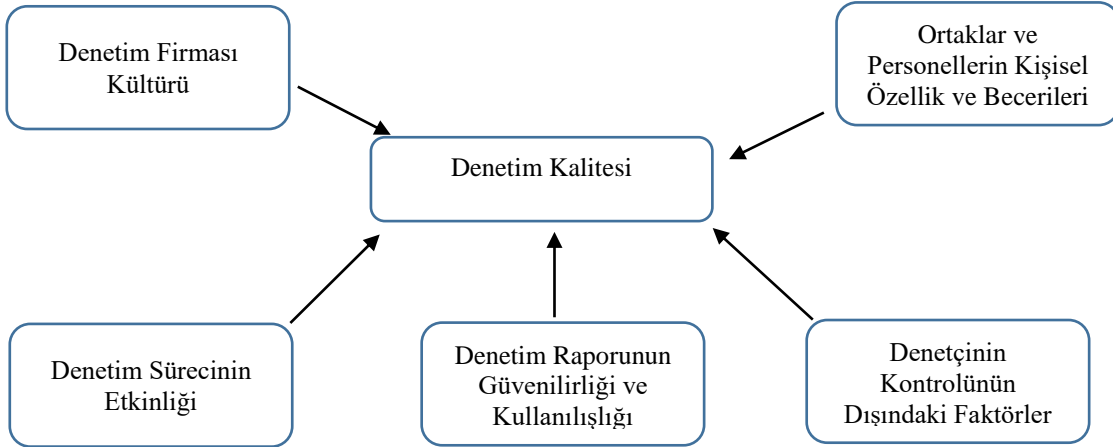 Denetim Firması
Kültürü
Ortaklar ve
Personellerin Kişisel
Özellik ve Becerileri
Denetim Kalitesi
Denetim Sürecinin
Etkinliği
Denetim Raporunun
Güvenilirliği ve
Kullanılışlığı
Denetçinin
Kontrolünün
Dışındaki Faktörler